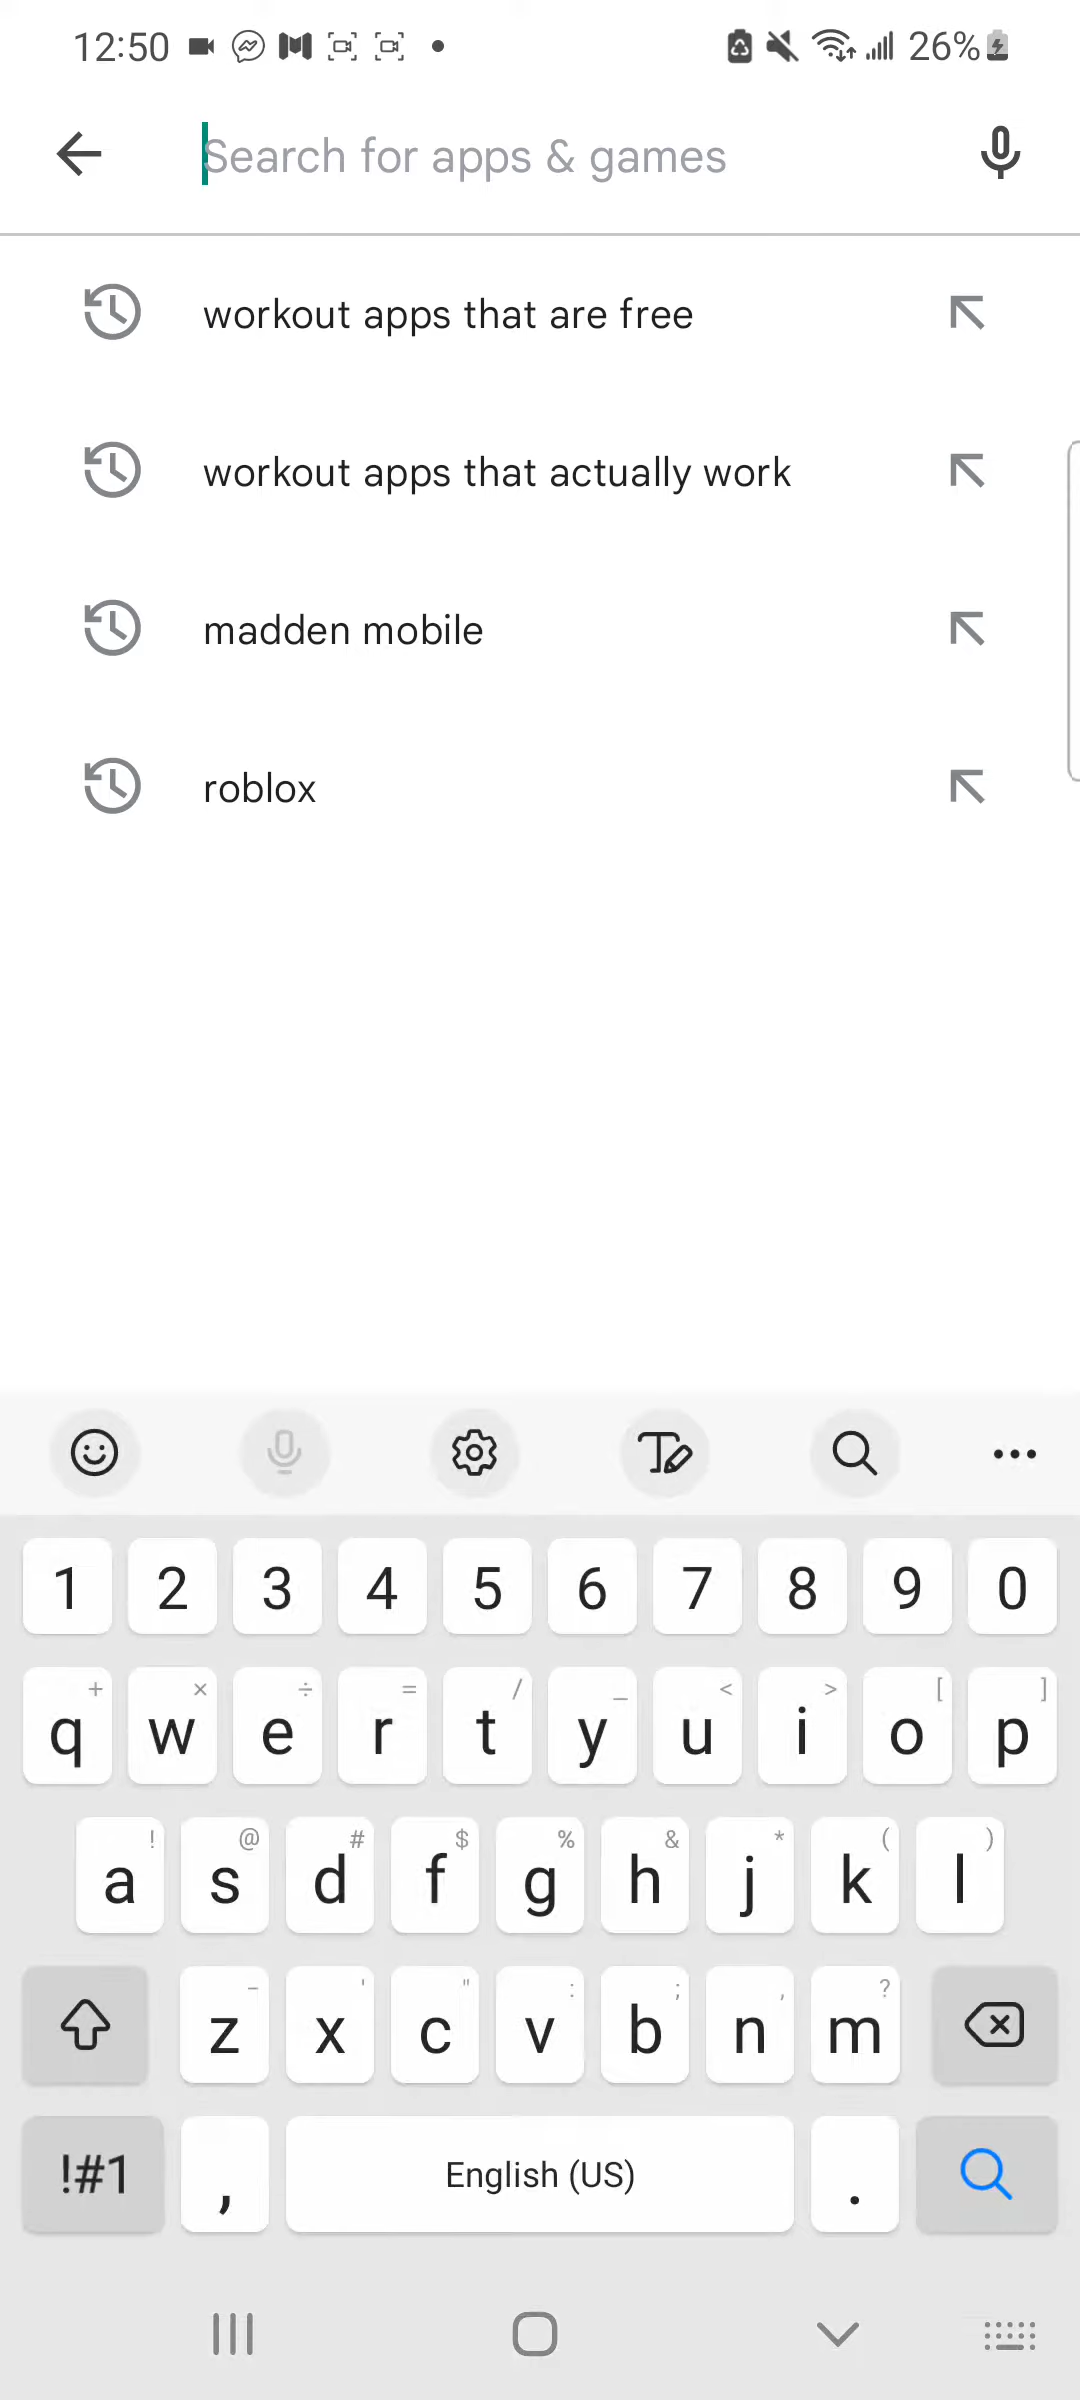 12:50 26%
Search for apps & games
workout apps that are free
workout apps that actually work
madden mobile
roblox
1 2 3 4 5 6 7 8 9 0
+ × ÷ = / _ < > [ ]
q w e r t y u i o p
! @ # $ % & * ( )
a s d f g h j k l
- ' " : ; , ?
z x c v b n m
!#1 , English (US) .